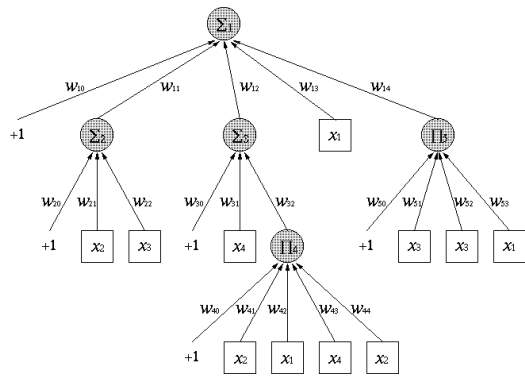 Σ₁
w₁₀ w₁₁ w₁₂ w₁₃ w₁₄
+1 Σ₂ Σ₃ x₁ Π₅
w₂₀ w₂₁ w₂₂ w₃₀ w₃₁ w₃₂ w₅₀ w₅₁ w₅₂ w₅₃
+1 x₂ x₃ +1 x₄ Π₄ +1 x₃ x₃ x₁
w₄₀ w₄₁ w₄₂ w₄₃ w₄₄
+1 x₂ x₁ x₄ x₂